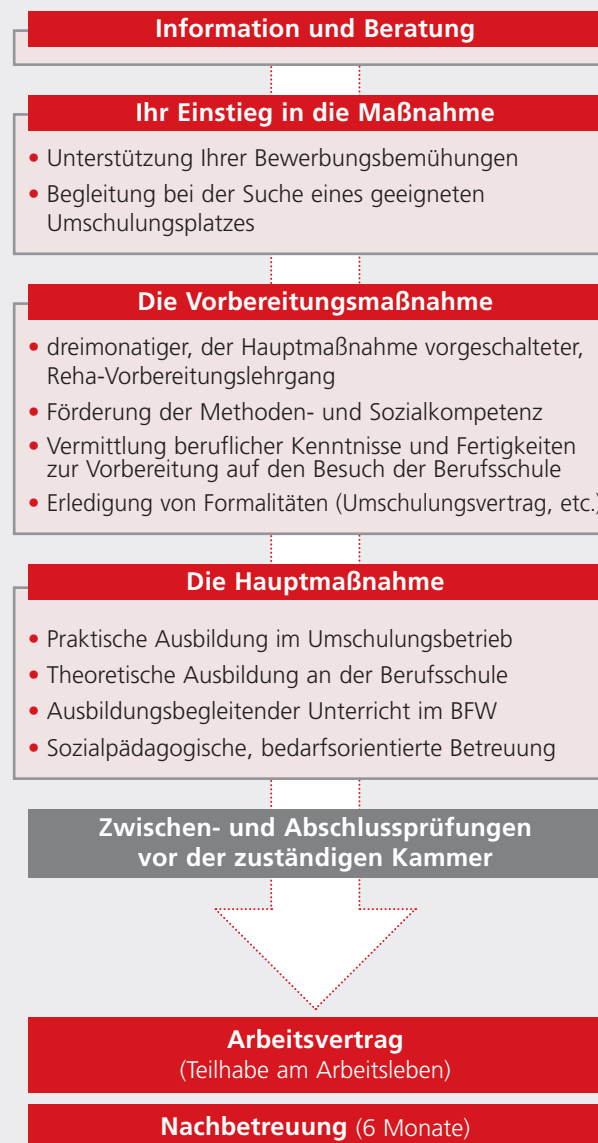 Information und Beratung
Ihr Einstieg in die Maßnahme
• Unterstützung Ihrer Bewerbungsbemühungen
• Begleitung bei der Suche eines geeigneten
Umschulungsplatzes
Die Vorbereitungsmaßnahme
• dreimonatiger, der Hauptmaßnahme vorgeschalteter,
Reha-Vorbereitungslehrgang
• Förderung der Methoden- und Sozialkompetenz
• Vermittlung beruflicher Kenntnisse und Fertigkeiten
zur Vorbereitung auf den Besuch der Berufsschule
• Erledigung von Formalitäten (Umschulungsvertrag, etc.)
Die Hauptmaßnahme
• Praktische Ausbildung im Umschulungsbetrieb
• Theoretische Ausbildung an der Berufsschule
• Ausbildungsbegleitender Unterricht im BFW
• Sozialpädagogische, bedarfsorientierte Betreuung
Zwischen- und Abschlussprüfungen
vor der zuständigen Kammer
Arbeitsvertrag
(Teilhabe am Arbeitsleben)
Nachbetreuung (6 Monate)